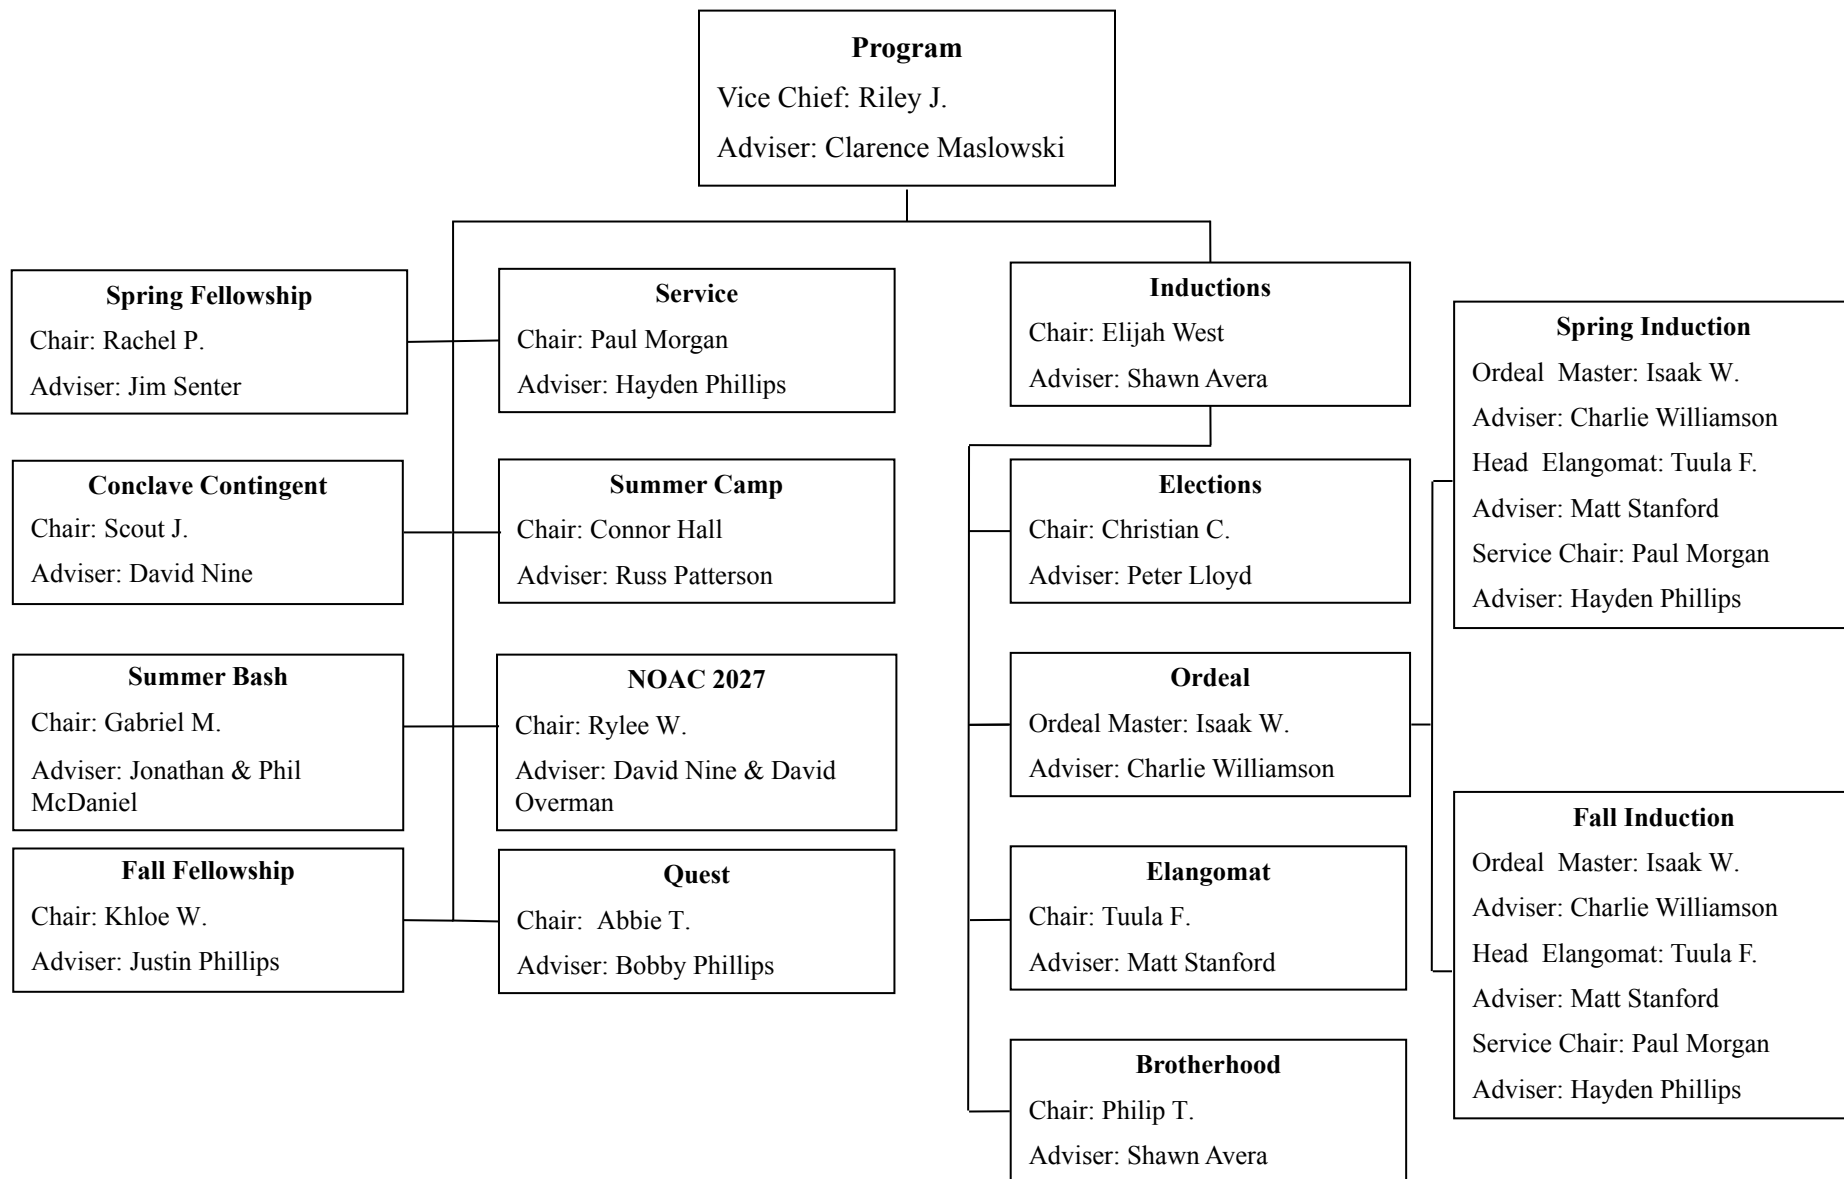 Program
Vice Chief: Riley J.
Adviser: Clarence Maslowski
Spring Fellowship
Chair: Rachel P.
Adviser: Jim Senter
Service
Chair: Paul Morgan
Adviser: Hayden Phillips
Conclave Contingent
Chair: Scout J.
Adviser: David Nine
Summer Camp
Chair: Connor Hall
Adviser: Russ Patterson
Summer Bash
Chair: Gabriel M.
Adviser: Jonathan & Phil
McDaniel
NOAC 2027
Chair: Rylee W.
Adviser: David Nine & David
Overman
Fall Fellowship
Chair: Khloe W.
Adviser: Justin Phillips
Quest
Chair:  Abbie T.
Adviser: Bobby Phillips
Inductions
Chair: Elijah West
Adviser: Shawn Avera
Elections
Chair: Christian C.
Adviser: Peter Lloyd
Ordeal
Ordeal Master: Isaak W.
Adviser: Charlie Williamson
Elangomat
Chair: Tuula F.
Adviser: Matt Stanford
Brotherhood
Chair: Philip T.
Adviser: Shawn Avera
Spring Induction
Ordeal  Master: Isaak W.
Adviser: Charlie Williamson
Head  Elangomat: Tuula F.
Adviser: Matt Stanford
Service Chair: Paul Morgan
Adviser: Hayden Phillips
Fall Induction
Ordeal  Master: Isaak W.
Adviser: Charlie Williamson
Head  Elangomat: Tuula F.
Adviser: Matt Stanford
Service Chair: Paul Morgan
Adviser: Hayden Phillips